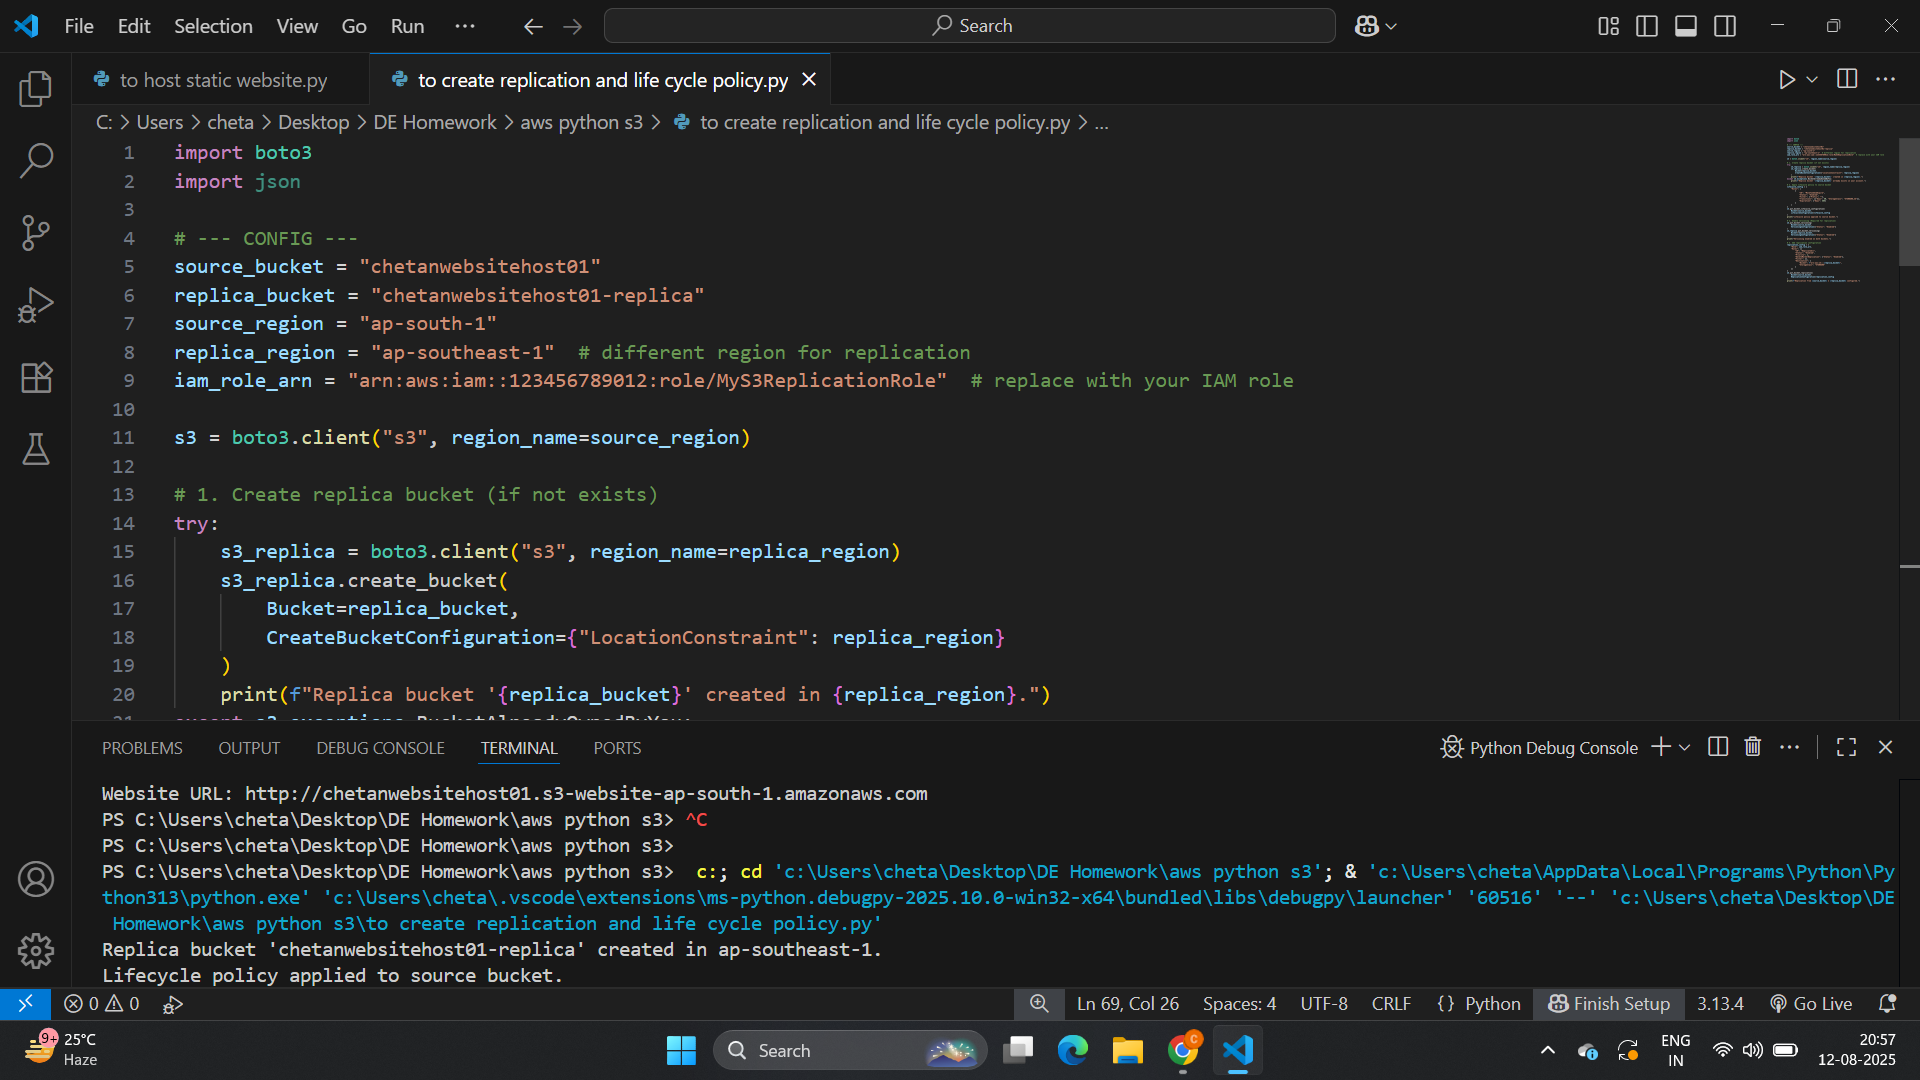 File Edit Selection View Go Run ··· Search
to host static website.py
to create replication and life cycle policy.py
C: > Users > cheta > Desktop > DE Homework > aws python s3 > to create replication and life cycle policy.py > ...
1 import boto3
2 import json
3
4 # --- CONFIG ---
5 source_bucket = "chetanwebsitehost01"
6 replica_bucket = "chetanwebsitehost01-replica"
7 source_region = "ap-south-1"
8 replica_region = "ap-southeast-1"  # different region for replication
9 iam_role_arn = "arn:aws:iam::123456789012:role/MyS3ReplicationRole"  # replace with your IAM role
10
11 s3 = boto3.client("s3", region_name=source_region)
12
13 # 1. Create replica bucket (if not exists)
14 try:
15     s3_replica = boto3.client("s3", region_name=replica_region)
16     s3_replica.create_bucket(
17         Bucket=replica_bucket,
18         CreateBucketConfiguration={"LocationConstraint": replica_region}
19     )
20     print(f"Replica bucket '{replica_bucket}' created in {replica_region}.")
PROBLEMS OUTPUT DEBUG CONSOLE TERMINAL PORTS Python Debug Console
Website URL: http://chetanwebsitehost01.s3-website-ap-south-1.amazonaws.com
PS C:\Users\cheta\Desktop\DE Homework\aws python s3> ^C
PS C:\Users\cheta\Desktop\DE Homework\aws python s3>
PS C:\Users\cheta\Desktop\DE Homework\aws python s3>  c:; cd 'c:\Users\cheta\Desktop\DE Homework\aws python s3'; & 'c:\Users\cheta\AppData\Local\Programs\Python\Py
thon313\python.exe' 'c:\Users\cheta\.vscode\extensions\ms-python.debugpy-2025.10.0-win32-x64\bundled\libs\debugpy\launcher' '60516' '--' 'c:\Users\cheta\Desktop\DE
Homework\aws python s3\to create replication and life cycle policy.py'
Replica bucket 'chetanwebsitehost01-replica' created in ap-southeast-1.
Lifecycle policy applied to source bucket.
0 0 Ln 69, Col 26 Spaces: 4 UTF-8 CRLF {} Python Finish Setup 3.13.4 Go Live
9+ 25°C
Haze
Search
C
ENG
IN
20:57
12-08-2025